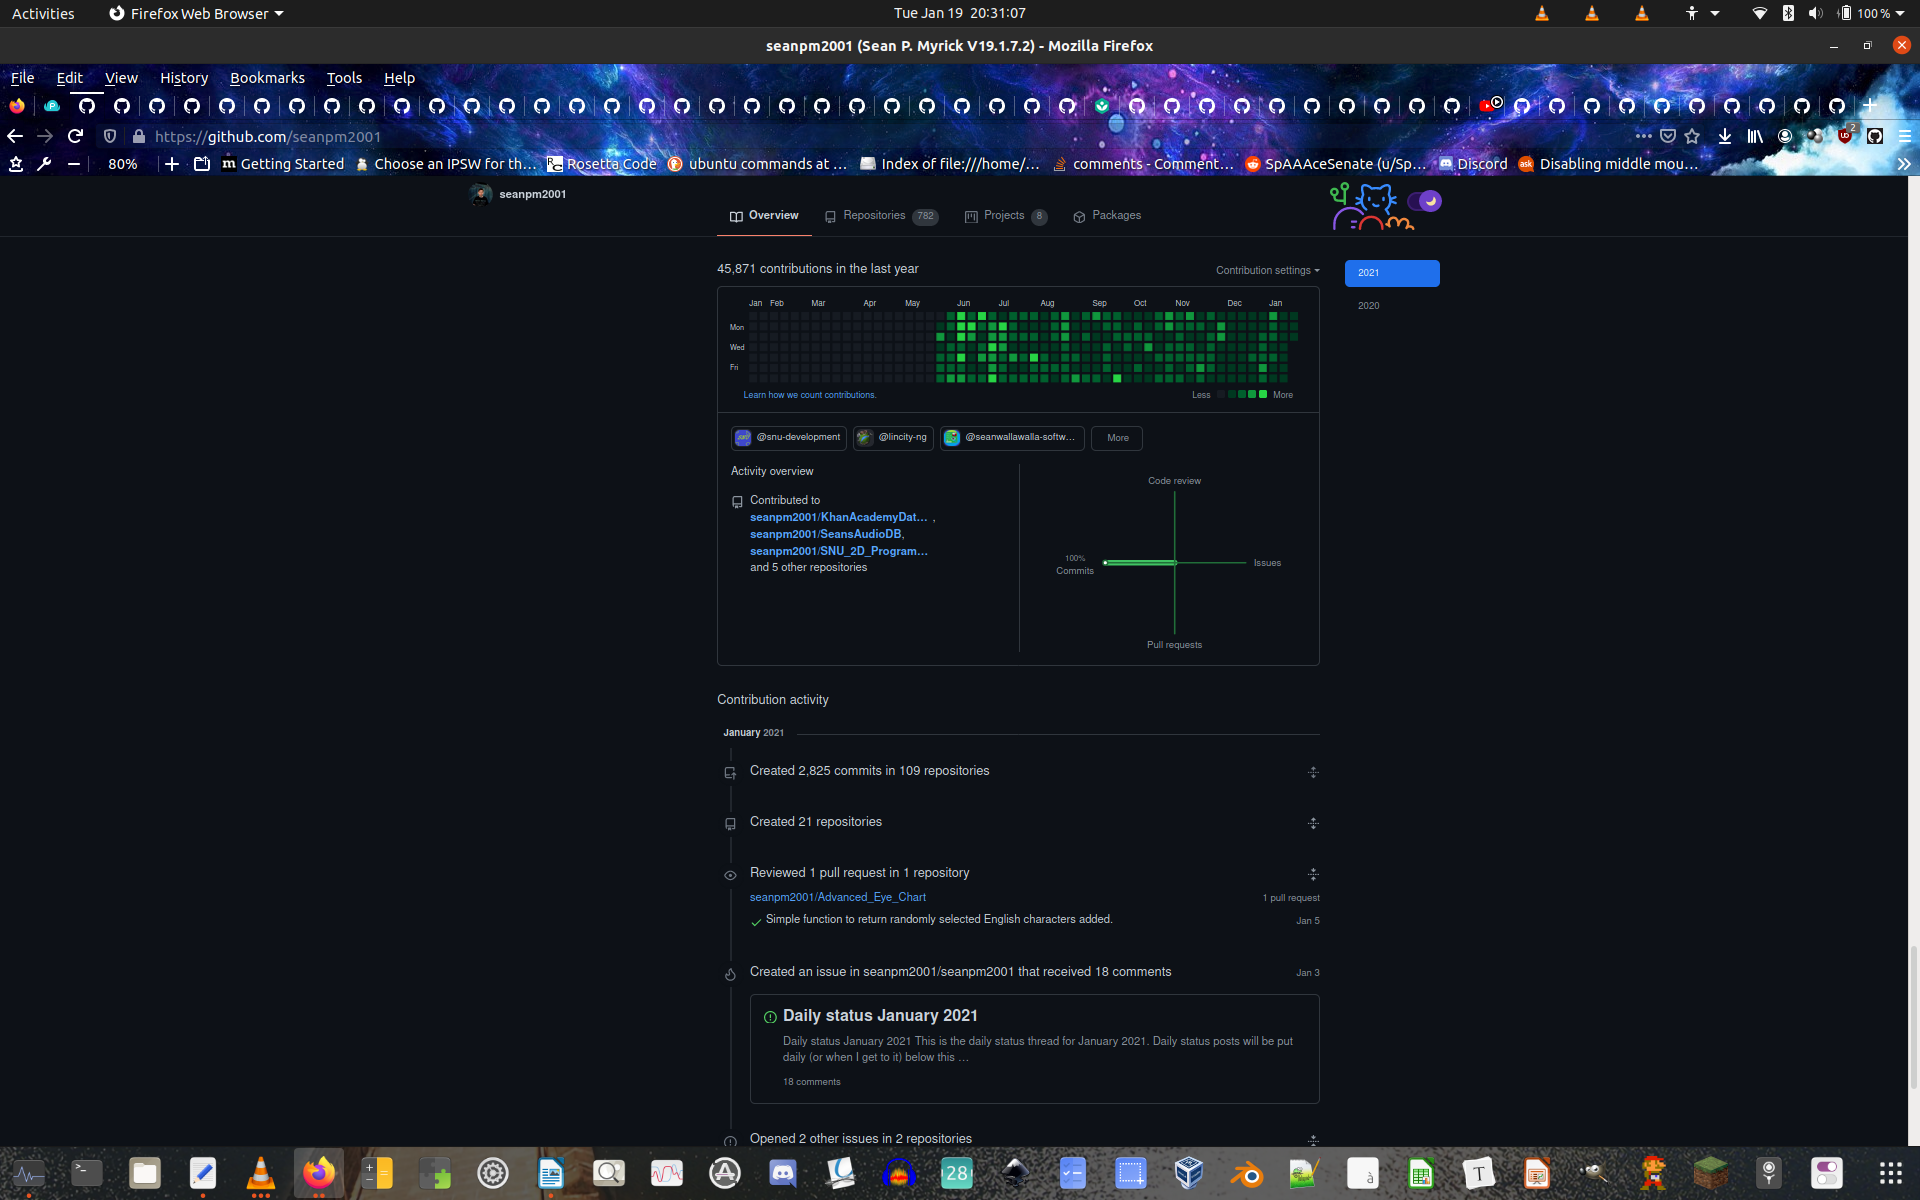 Activities
Firefox Web Browser
Tue Jan 19 20:31:07
100 %
seanpm2001 (Sean P. Myrick V19.1.7.2) - Mozilla Firefox
File Edit View History Bookmarks Tools Help
https://github.com/seanpm2001
2
80%
Getting Started
Choose an IPSW for th…
Rosetta Code
ubuntu commands at …
Index of file:///home/…
comments - Comment…
SpAAAceSenate (u/Sp…
Discord
Disabling middle mou…
seanpm2001
Overview
Repositories 782
Projects 8
Packages
45,871 contributions in the last year
Contribution settings
2021
2020
Jan Feb Mar Apr May Jun Jul Aug Sep Oct Nov Dec Jan
Mon
Wed
Fri
Learn how we count contributions.
Less
More
@snu-development
@lincity-ng
@seanwallawalla-softw…
More
Activity overview
Contributed to
seanpm2001/KhanAcademyDat… ,
seanpm2001/SeansAudioDB,
seanpm2001/SNU_2D_Program…
and 5 other repositories
Code review
100%
Commits
Issues
Pull requests
Contribution activity
January 2021
Created 2,825 commits in 109 repositories
Created 21 repositories
Reviewed 1 pull request in 1 repository
seanpm2001/Advanced_Eye_Chart
1 pull request
Simple function to return randomly selected English characters added.
Jan 5
Created an issue in seanpm2001/seanpm2001 that received 18 comments
Jan 3
Daily status January 2021
Daily status January 2021 This is the daily status thread for January 2021. Daily status posts will be put
daily (or when I get to it) below this …
18 comments
Opened 2 other issues in 2 repositories
28